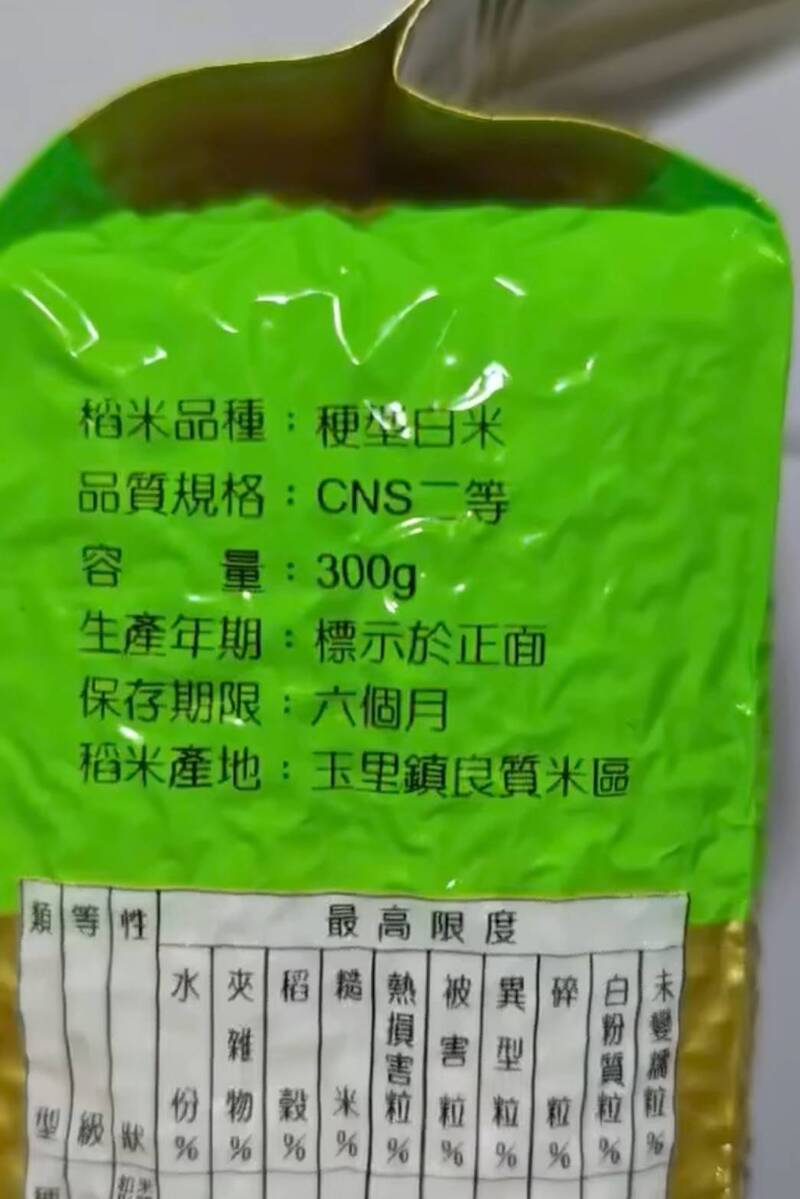 稻米品種：稉型白米
品質規格：CNS二等
容量：300g
生產年期：標示於正面
保存期限：六個月
稻米產地：玉里鎮良質米區
類型
等級
性狀
最高限度
水份%
夾雜物%
稻穀%
糙米%
熱損害粒%
被害粒%
異型粒%
碎粒%
白粉質粒%
未變糯粒%